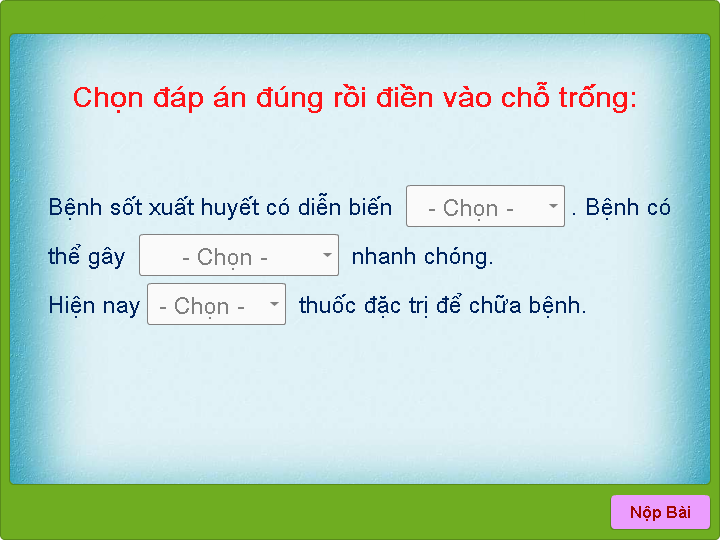 Chọn đáp án đúng rồi điền vào chỗ trống:
Bệnh sốt xuất huyết có diễn biến - Chọn - . Bệnh có
thể gây - Chọn - nhanh chóng.
Hiện nay - Chọn - thuốc đặc trị để chữa bệnh.
Nộp Bài